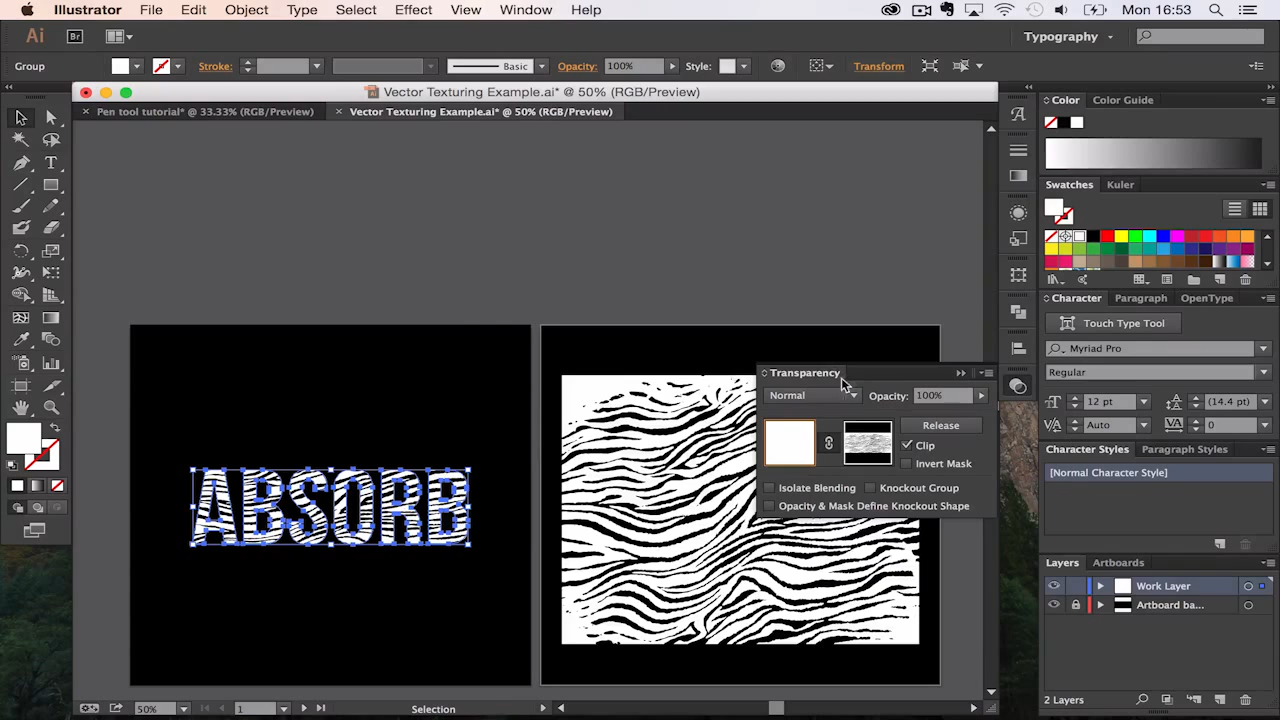 Illustrator File Edit Object Type Select Effect View Window Help Mon 16:53
Ai Br Typography
Group Stroke: Basic Opacity: 100% Style: Transform
Vector Texturing Example.ai* @ 50% (RGB/Preview)
× Pen tool tutorial* @ 33.33% (RGB/Preview) × Vector Texturing Example.ai* @ 50% (RGB/Preview)
Color Color Guide
Swatches Kuler
Character Paragraph OpenType
Touch Type Tool
Myriad Pro
Regular
12 pt (14.4 pt)
Auto 0
Character Styles Paragraph Styles
[Normal Character Style]
Layers Artboards
Work Layer
Artboard ba...
2 Layers
Transparency
Normal Opacity: 100%
Release
Clip
Invert Mask
Isolate Blending Knockout Group
Opacity & Mask Define Knockout Shape
ABSORB
50% 1 Selection